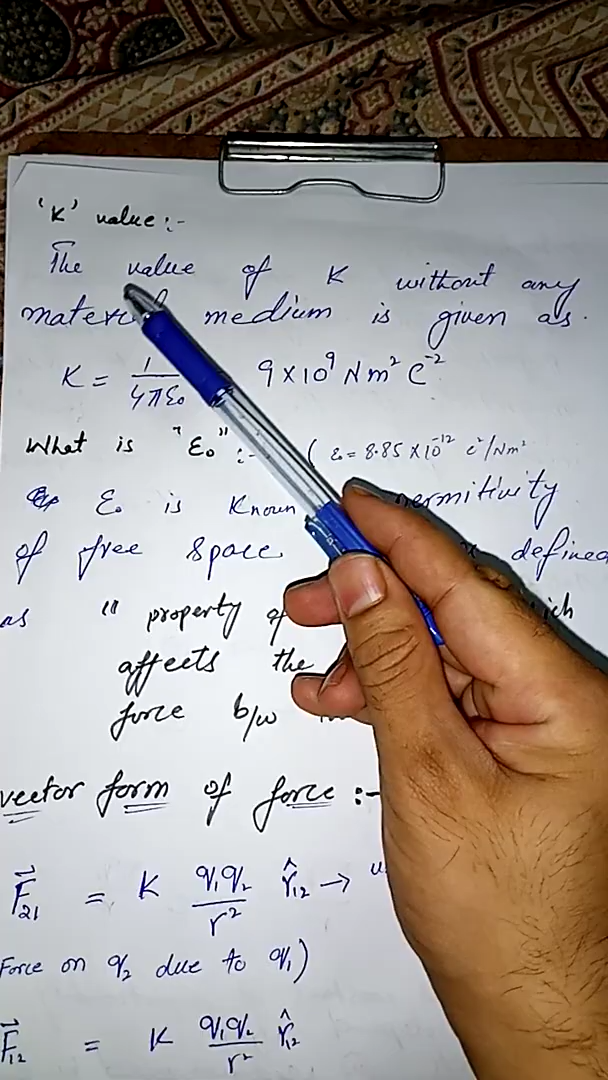 'K' value :-
The value of K without any
material medium is given as.
K = 1/4πε₀ 9×10⁹ Nm² C⁻²
What is "ε₀" :- ( ε₀ = 8.85 ×10⁻¹² c²/Nm²
ε₀ is known permitivity
of free space defined
as " property of which
affects the
force b/w
vector form of force :-
F⃗₂₁ = K q₁q₂/r² r̂₁₂ →
Force on q₂ due to q₁)
F⃗₁₂ = K q₁q₂/r² r̂₁₂